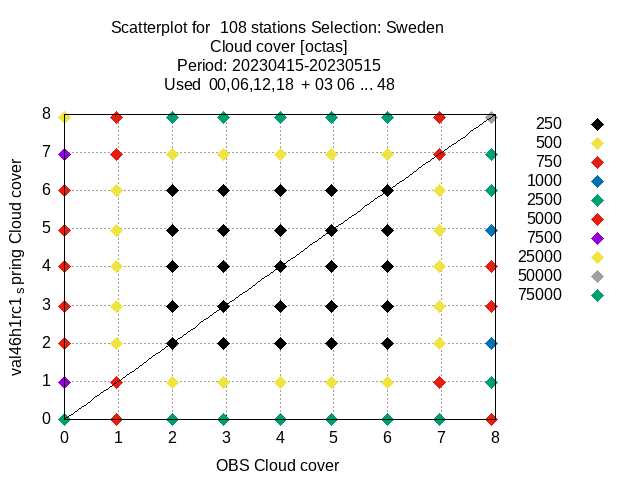 Scatterplot for 108 stations Selection: Sweden
Cloud cover [octas]
Period: 20230415-20230515
Used 00,06,12,18 + 03 06 ... 48
8
7
6
5
4
3
2
1
0
val46h1rc1 s pring Cloud cover
0 1 2 3 4 5 6 7 8
OBS Cloud cover
250
500
750
1000
2500
5000
7500
25000
50000
75000